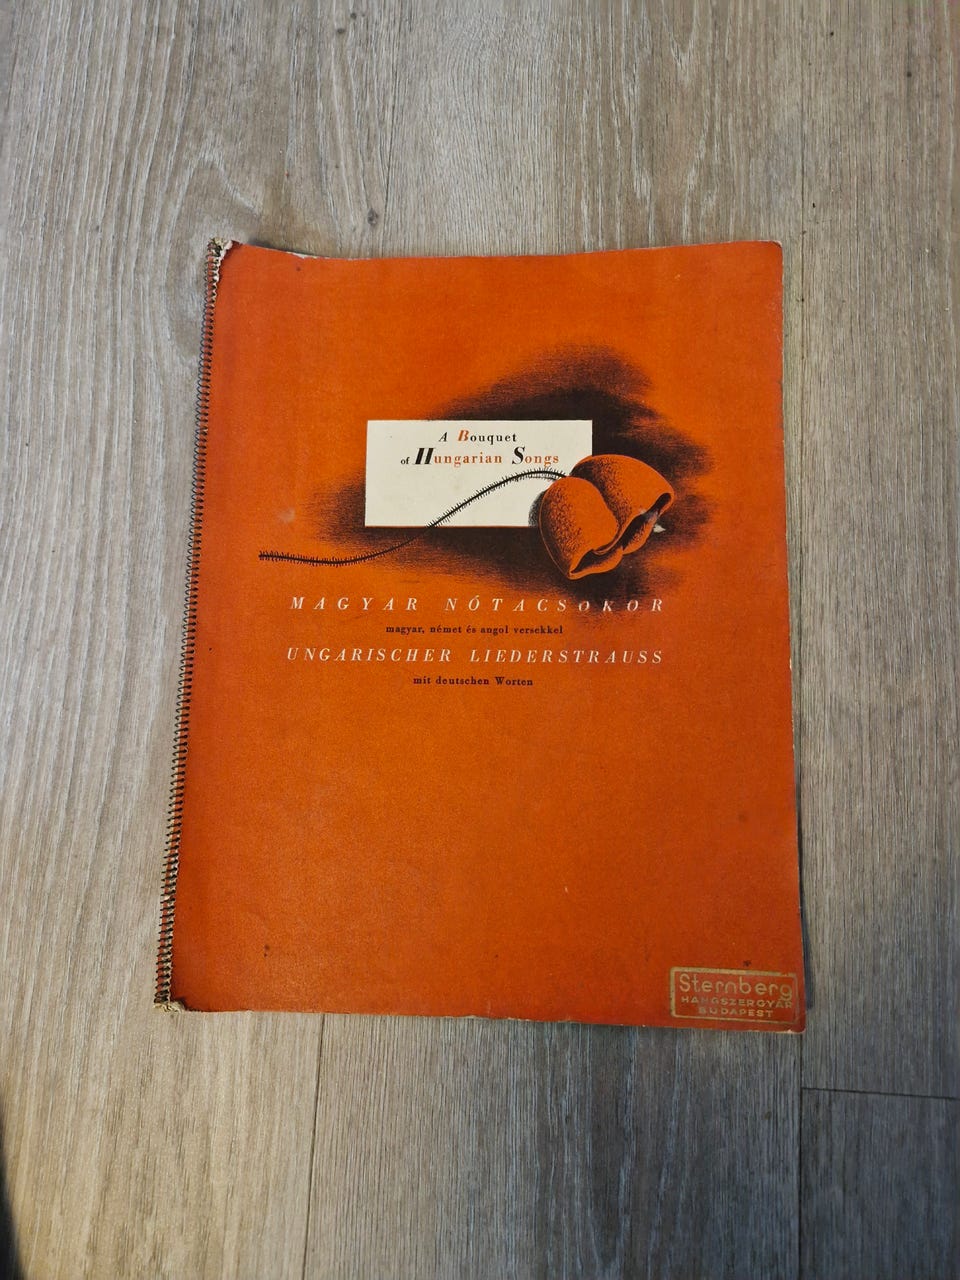 A Bouquet
of Hungarian Songs
MAGYAR NÓTACSOKOR
magyar, német és angol versekkel
UNGARISCHER LIEDERSTRAUSS
mit deutschen Worten
Sternberg
HANGSZERGYÁR
BUDAPEST